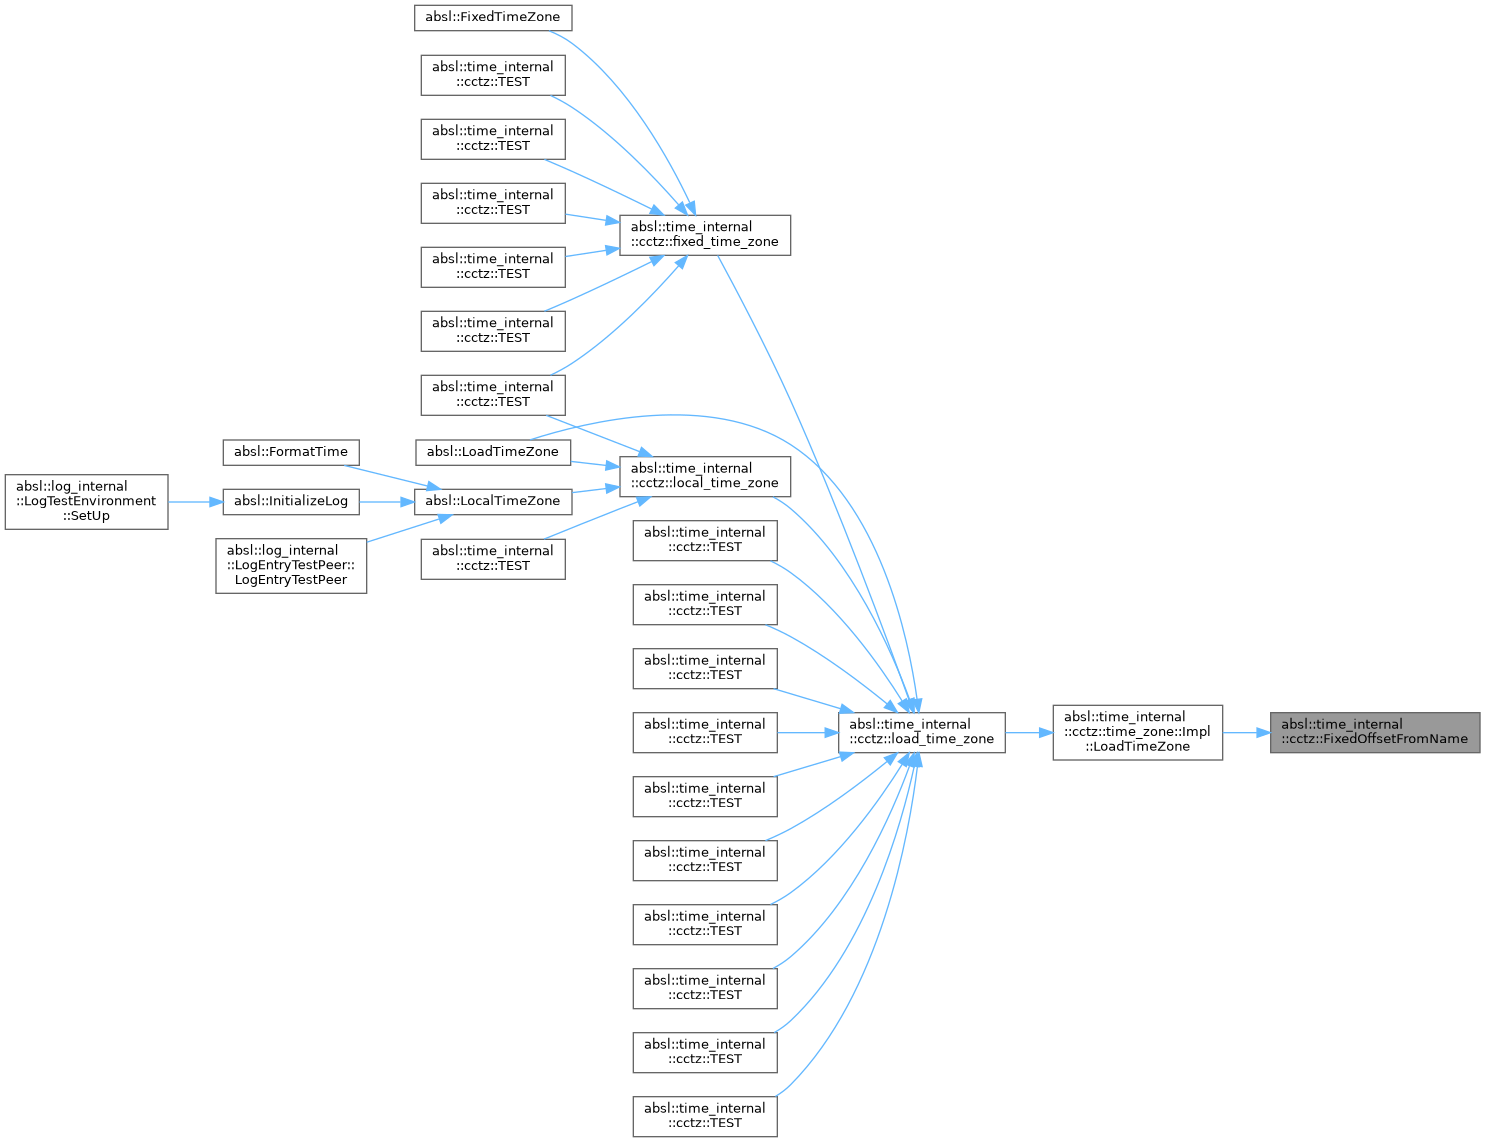 absl::FixedTimeZone
absl::time_internal
::cctz::TEST
absl::time_internal
::cctz::TEST
absl::time_internal
::cctz::TEST
absl::time_internal
::cctz::fixed_time_zone
absl::time_internal
::cctz::TEST
absl::time_internal
::cctz::TEST
absl::time_internal
::cctz::TEST
absl::FormatTime
absl::LoadTimeZone
absl::time_internal
::cctz::local_time_zone
absl::log_internal
::LogTestEnvironment
::SetUp
absl::InitializeLog
absl::LocalTimeZone
absl::log_internal
::LogEntryTestPeer::
LogEntryTestPeer
absl::time_internal
::cctz::TEST
absl::time_internal
::cctz::TEST
absl::time_internal
::cctz::TEST
absl::time_internal
::cctz::TEST
absl::time_internal
::cctz::TEST
absl::time_internal
::cctz::load_time_zone
absl::time_internal
::cctz::time_zone::Impl
::LoadTimeZone
absl::time_internal
::cctz::FixedOffsetFromName
absl::time_internal
::cctz::TEST
absl::time_internal
::cctz::TEST
absl::time_internal
::cctz::TEST
absl::time_internal
::cctz::TEST
absl::time_internal
::cctz::TEST
absl::time_internal
::cctz::TEST